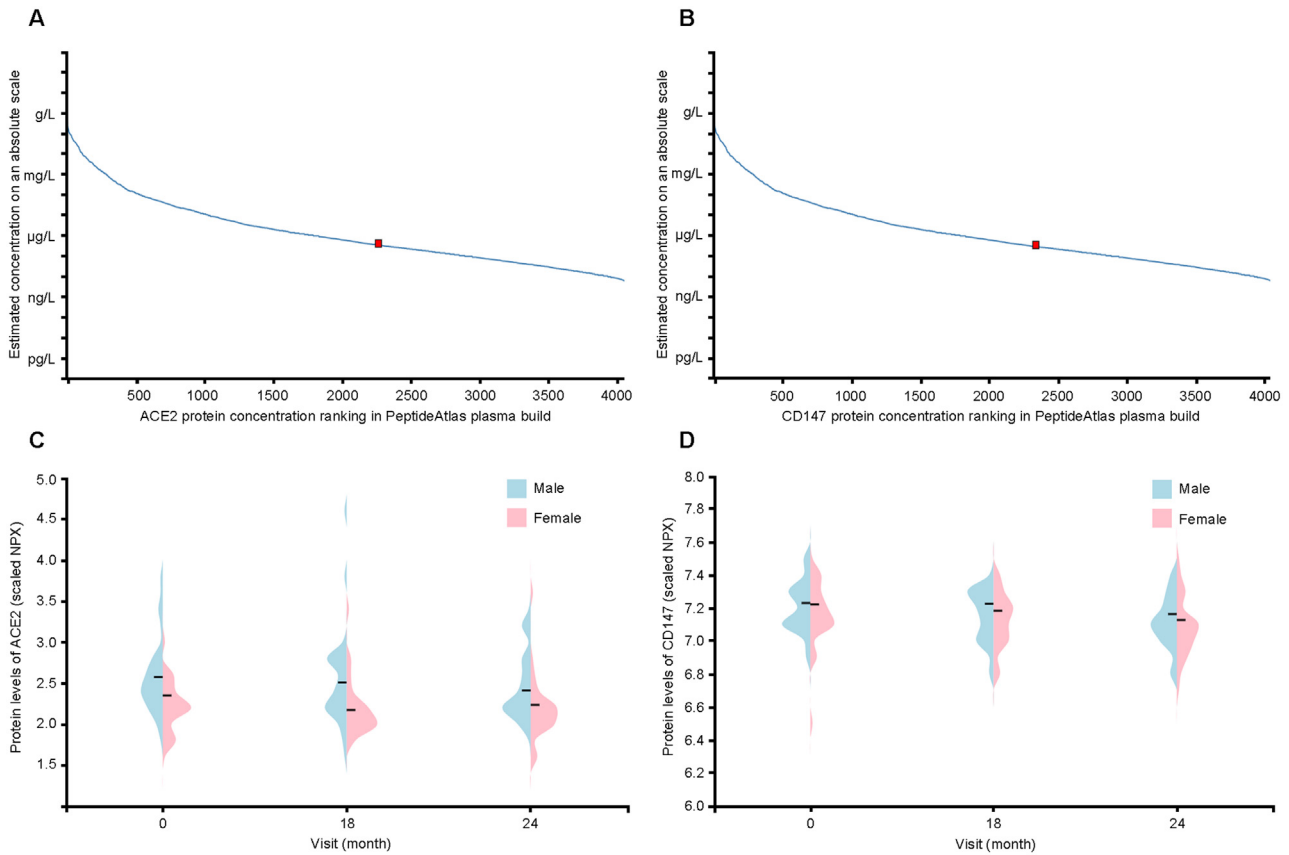 A
Estimated concentration on an absolute scale
g/L
mg/L
µg/L
ng/L
pg/L
500 1000 1500 2000 2500 3000 3500 4000
ACE2 protein concentration ranking in PeptideAtlas plasma build
B
Estimated concentration on an absolute scale
g/L
mg/L
µg/L
ng/L
pg/L
500 1000 1500 2000 2500 3000 3500 4000
CD147 protein concentration ranking in PeptideAtlas plasma build
C
Protein levels of ACE2 (scaled NPX)
5.0
4.5
4.0
3.5
3.0
2.5
2.0
1.5
Male
Female
0 18 24
Visit (month)
D
Protein levels of CD147 (scaled NPX)
8.0
7.8
7.6
7.4
7.2
7.0
6.8
6.6
6.4
6.2
6.0
Male
Female
0 18 24
Visit (month)